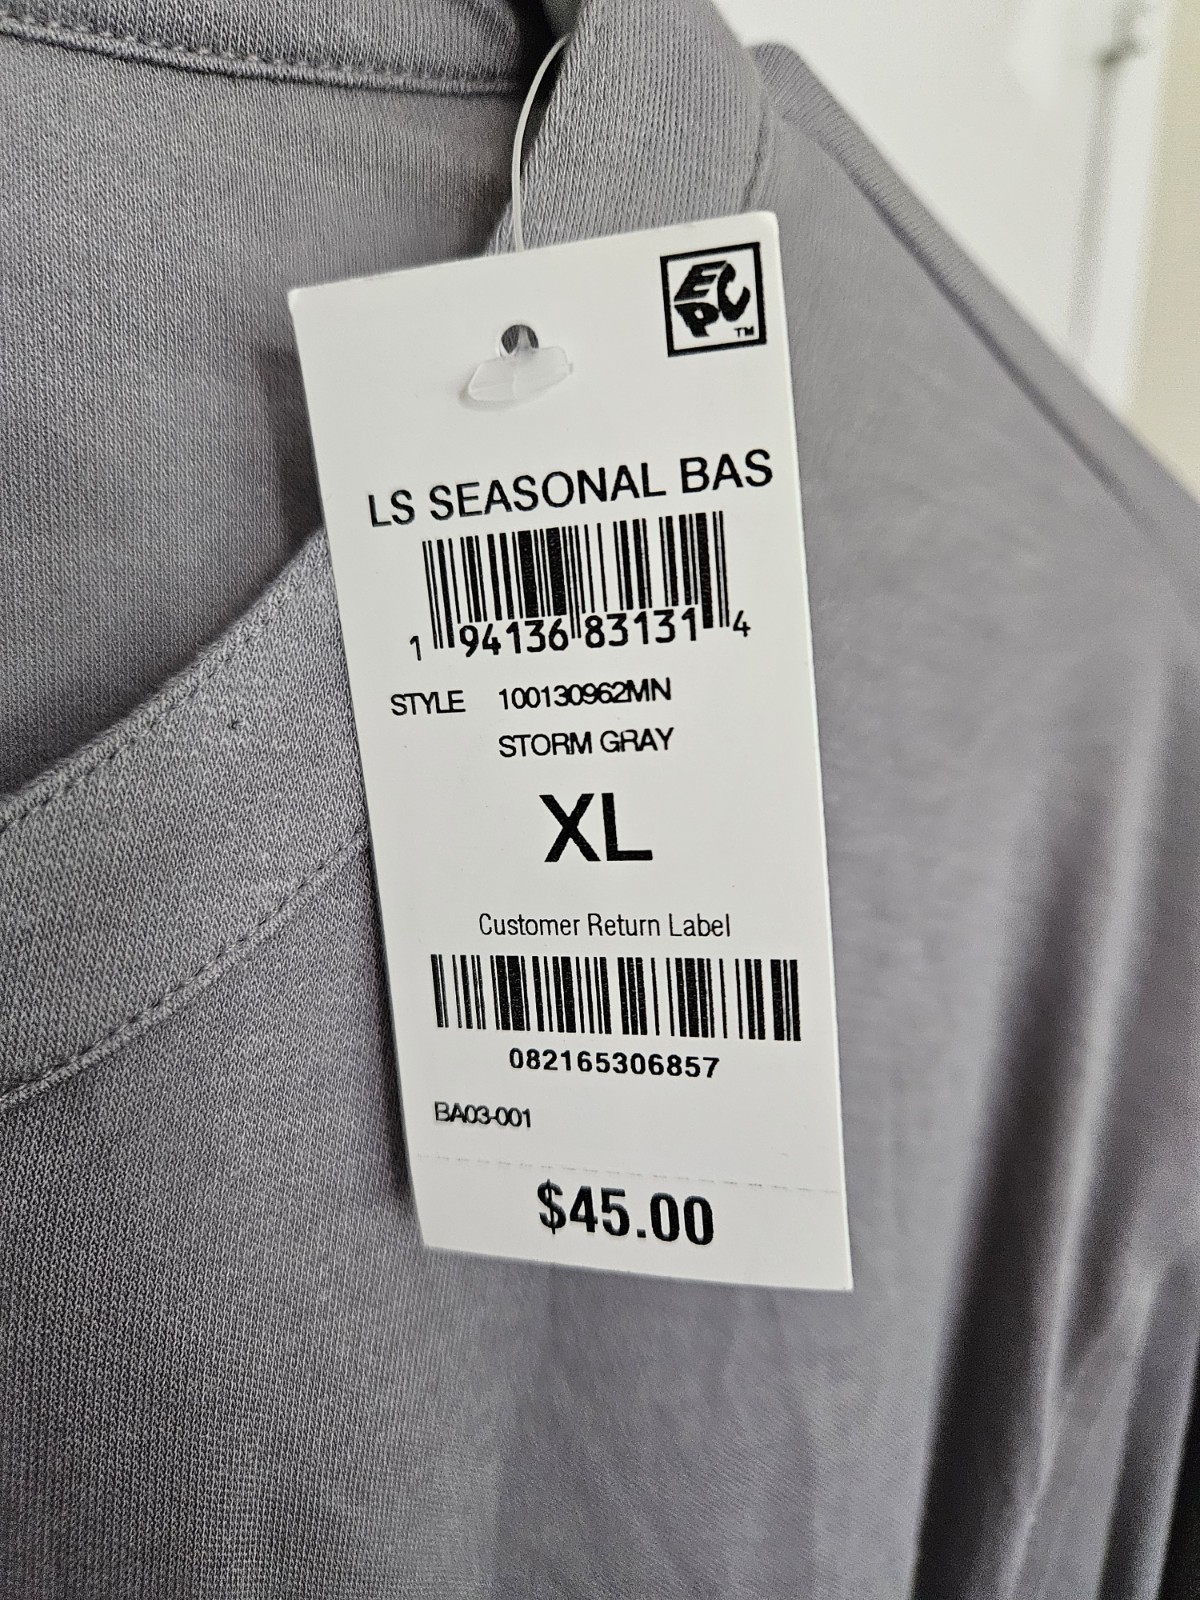 EPC
TM
LS SEASONAL BAS
1 94136 83131 4
STYLE 100130962MN
STORM GRAY
XL
Customer Return Label
082165306857
BA03-001
$45.00